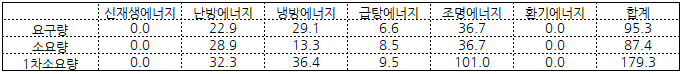 신재생에너지 난방에너지 냉방에너지 급탕에너지 조명에너지 환기에너지 합계
요구량 0.0 22.9 29.1 6.6 36.7 0.0 95.3
소요량 0.0 28.9 13.3 8.5 36.7 0.0 87.4
1차소요량 0.0 32.3 36.4 9.5 101.0 0.0 179.3